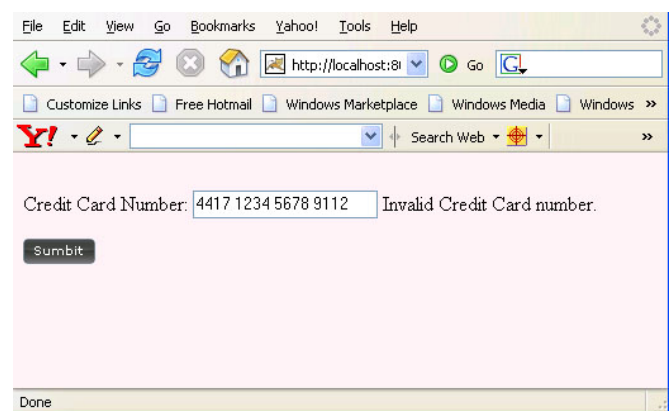 File Edit View Go Bookmarks Yahoo! Tools Help
http://localhost:8 Go G
Customize Links Free Hotmail Windows Marketplace Windows Media Windows »
Y! Search Web »
Credit Card Number: 4417 1234 5678 9112 Invalid Credit Card number.
Sumbit
Done